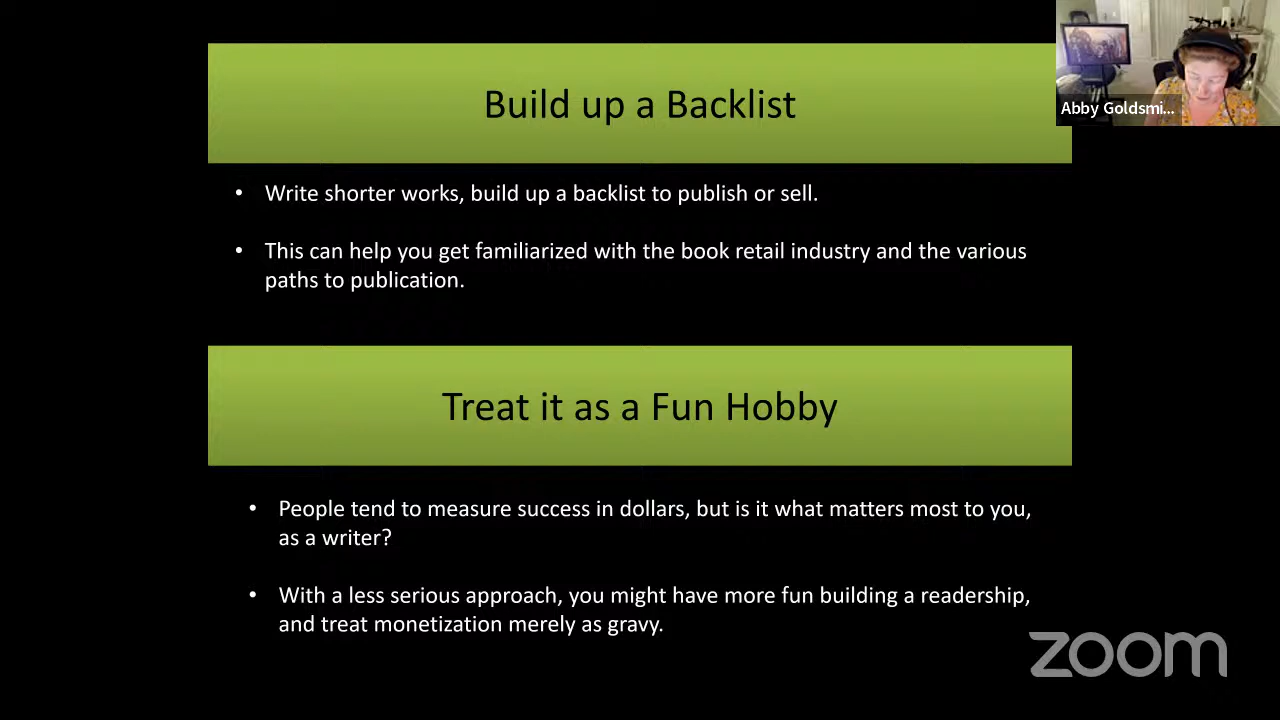 Build up a Backlist
Abby Goldsmi...
• Write shorter works, build up a backlist to publish or sell.
• This can help you get familiarized with the book retail industry and the various
paths to publication.
Treat it as a Fun Hobby
• People tend to measure success in dollars, but is it what matters most to you,
as a writer?
• With a less serious approach, you might have more fun building a readership,
and treat monetization merely as gravy.
zoom